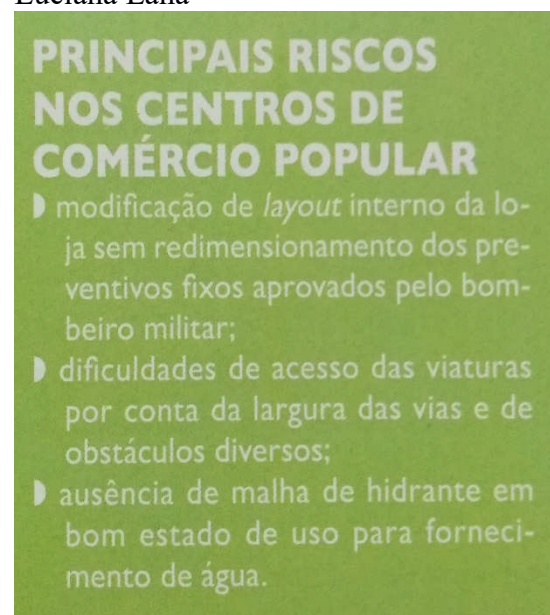 PRINCIPAIS RISCOS
NOS CENTROS DE
COMÉRCIO POPULAR
modificação de layout interno da lo-
ja sem redimensionamento dos pre-
ventivos fixos aprovados pelo bom-
beiro militar;
dificuldades de acesso das viaturas
por conta da largura das vias e de
obstáculos diversos;
ausência de malha de hidrante em
bom estado de uso para forneci-
mento de água.